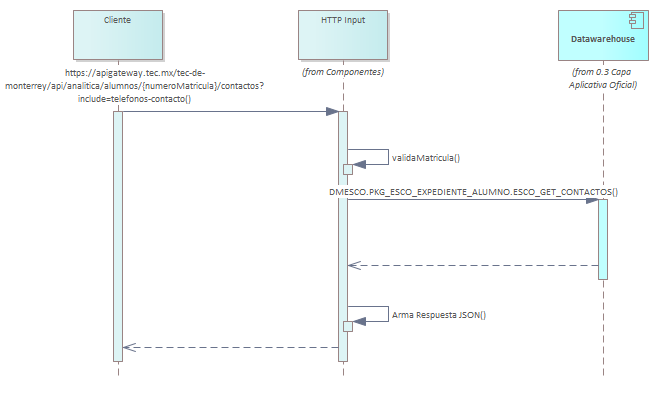 Cliente
HTTP Input
Datawarehouse
https://apigateway.tec.mx/tec-de-
monterrey/api/analitica/alumnos/{numeroMatricula}/contactos?
include=telefonos-contacto()
(from Componentes)
(from 0.3 Capa
Aplicativa Oficial)
validaMatricula()
DMESCO.PKG_ESCO_EXPEDIENTE_ALUMNO.ESCO_GET_CONTACTOS()
Arma Respuesta JSON()